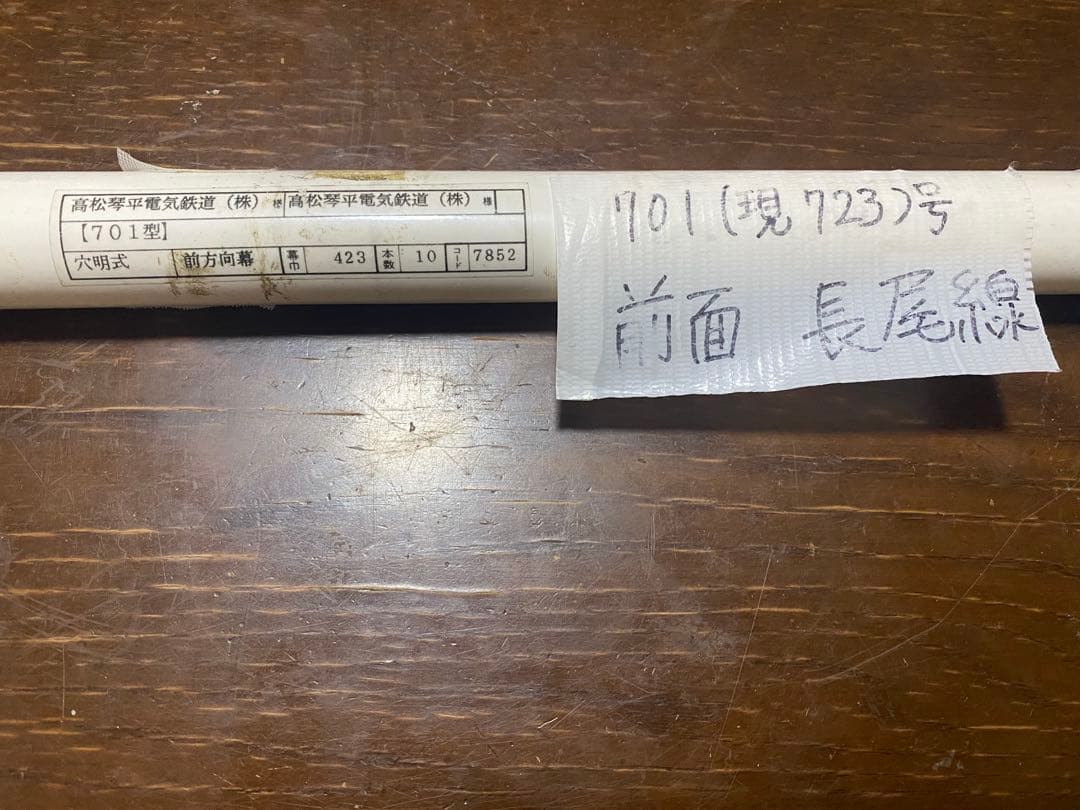 高松琴平電気鉄道(株) 様 高松琴平電気鉄道(株) 様
【701型】
穴明式 前方向幕 幕巾 423 本数 10 コード 7852
701(現723)号
前面 長尾線